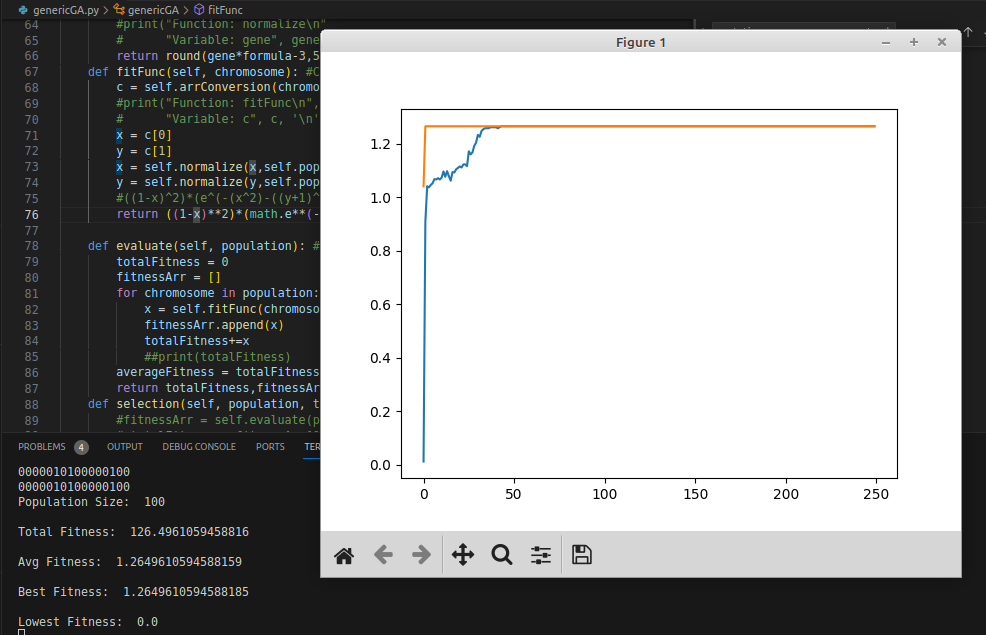 genericGA.py > genericGA > fitFunc
64 #print("Function: normalize\n"
65 # "Variable: gene", gene
66 return round(gene*formula-3,5
67 def fitFunc(self, chromosome): #C
68 c = self.arrConversion(chromo
69 #print("Function: fitFunc\n",
70 # "Variable: c", c, '\n'
71 x = c[0]
72 y = c[1]
73 x = self.normalize(x,self.pop
74 y = self.normalize(y,self.pop
75 #((1-x)^2)*(e^(-(x^2)-((y+1)^
76 return ((1-x)**2)*(math.e**(-
77
78 def evaluate(self, population): #
79 totalFitness = 0
80 fitnessArr = []
81 for chromosome in population:
82 x = self.fitFunc(chromoso
83 fitnessArr.append(x)
84 totalFitness+=x
85 ##print(totalFitness)
86 averageFitness = totalFitness
87 return totalFitness,fitnessAr
88 def selection(self, population, t
89 #fitnessArr = self.evaluate(p
PROBLEMS 4 OUTPUT DEBUG CONSOLE PORTS TER
0000010100000100
0000010100000100
Population Size: 100
Total Fitness: 126.4961059458816
Avg Fitness: 1.2649610594588159
Best Fitness: 1.2649610594588185
Lowest Fitness: 0.0
Figure 1
1.2
1.0
0.8
0.6
0.4
0.2
0.0
0 50 100 150 200 250